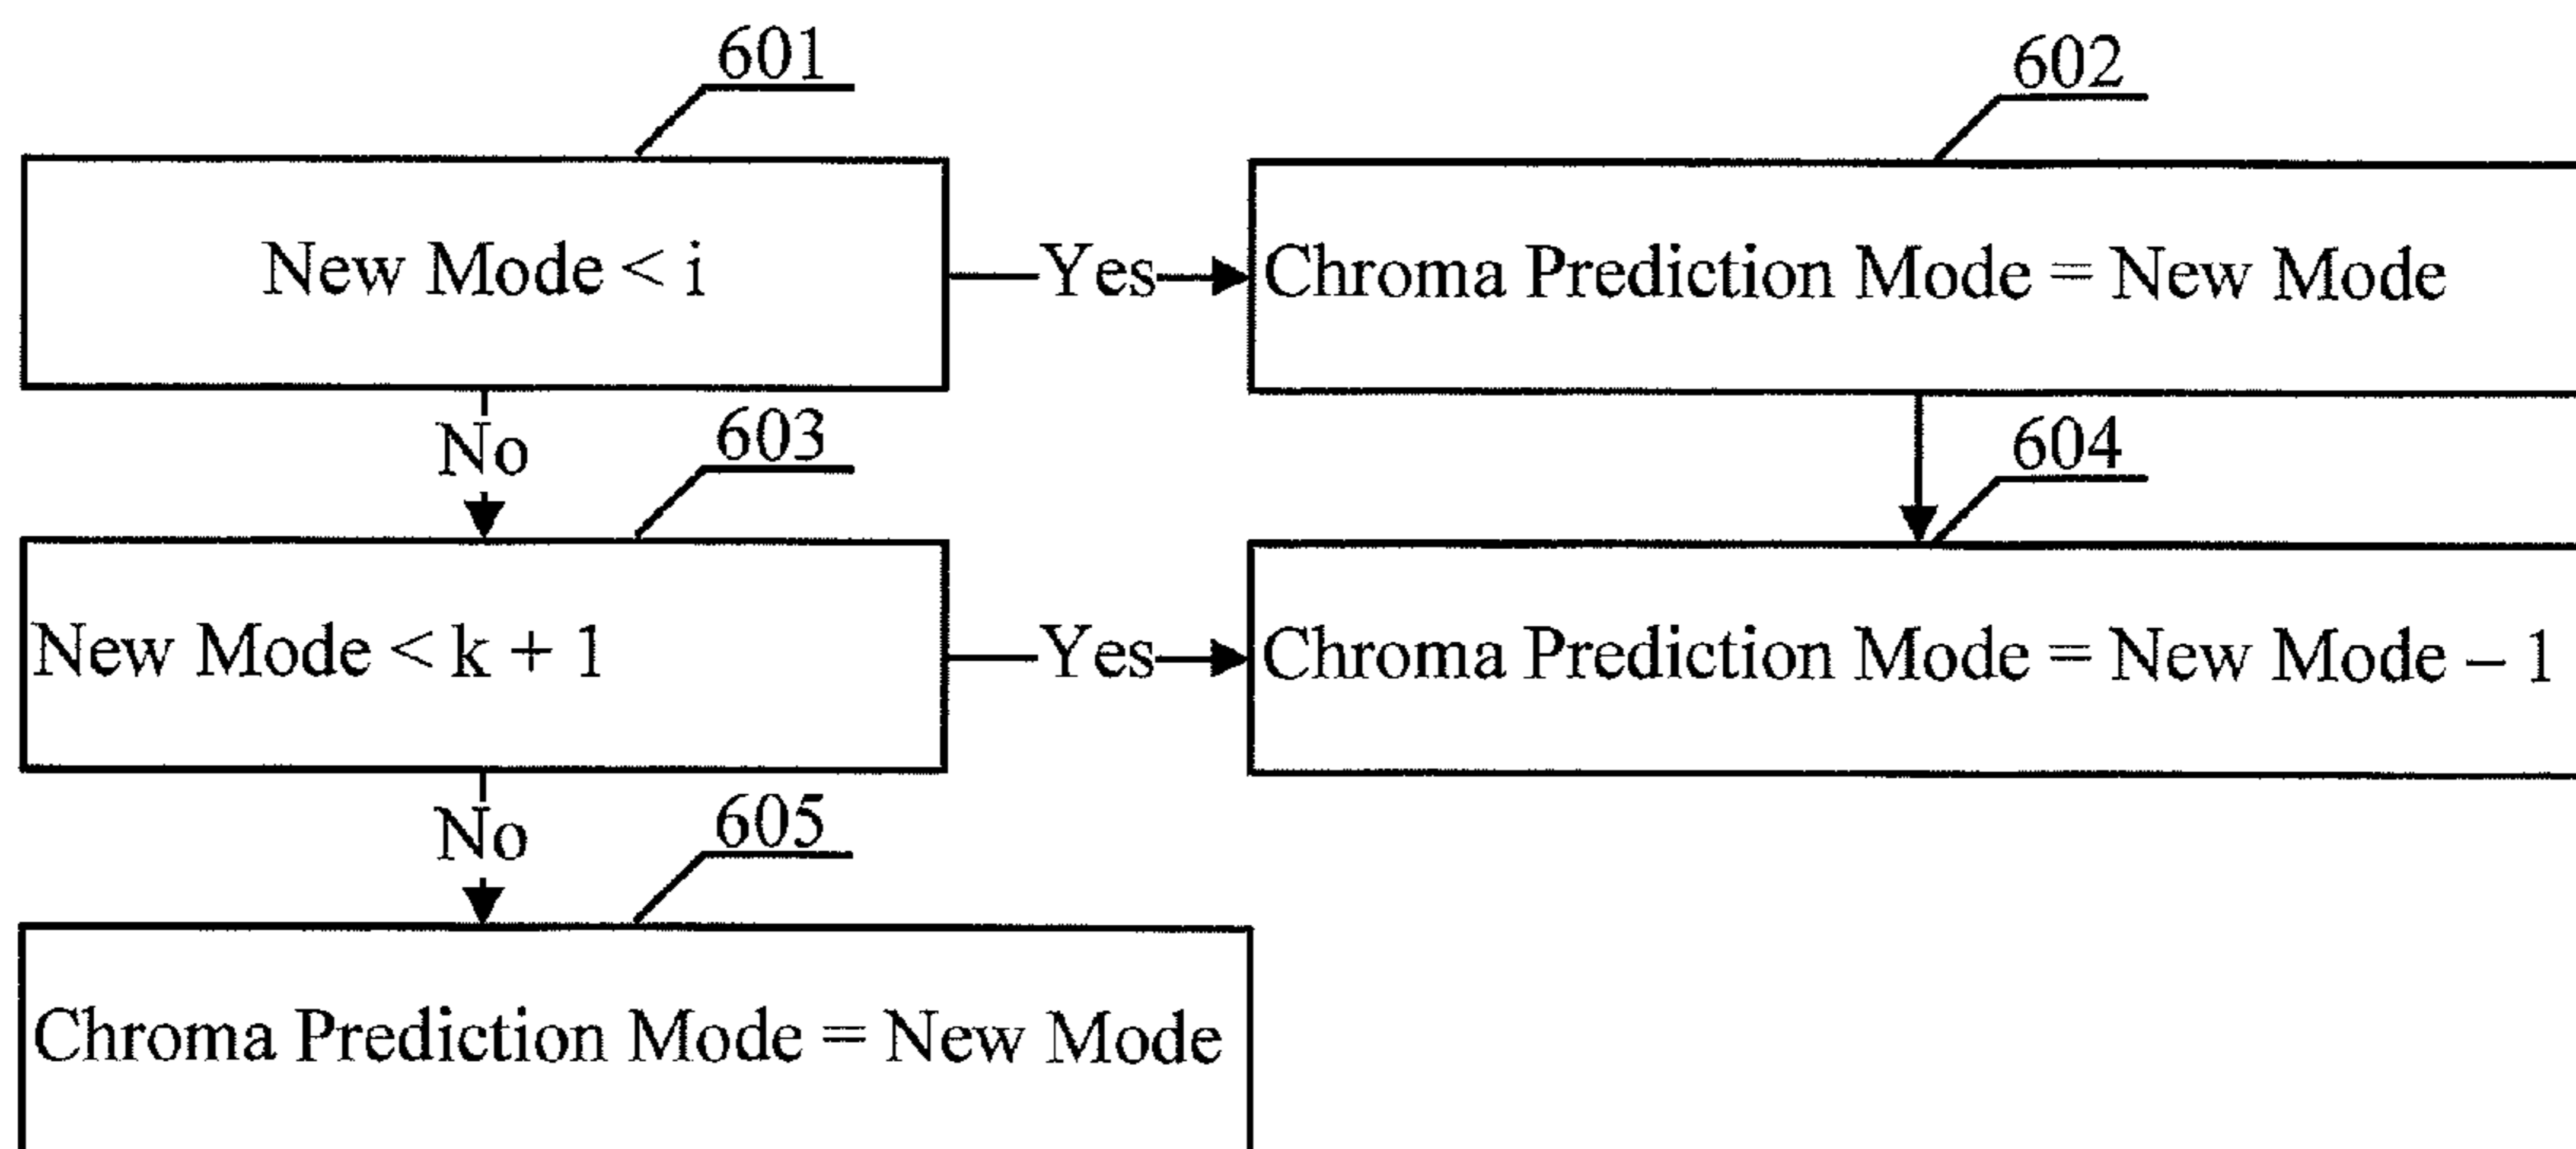 601
602
New Mode < i
Yes
Chroma Prediction Mode = New Mode
No
603
604
New Mode < k + 1
Yes
Chroma Prediction Mode = New Mode – 1
No
605
Chroma Prediction Mode = New Mode